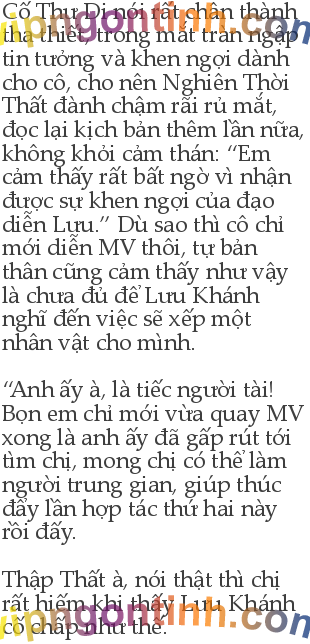 Cố Thư Di nói rất chân thành
tha thiết, trong mắt tràn ngập
tin tưởng và khen ngợi dành
cho cô, cho nên Nghiên Thời
Thất đành chậm rãi rủ mắt,
đọc lại kịch bản thêm lần nữa,
không khỏi cảm thán: “Em
cảm thấy rất bất ngờ vì nhận
được sự khen ngợi của đạo
diễn Lưu.” Dù sao thì cô chỉ
mới diễn MV thôi, tự bản
thân cũng cảm thấy như vậy
là chưa đủ để Lưu Khánh
nghĩ đến việc sẽ xếp một
nhân vật cho mình.
“Anh ấy à, là tiếc người tài!
Bọn em chỉ mới vừa quay MV
xong là anh ấy đã gấp rút tới
tìm chị, mong chị có thể làm
người trung gian, giúp thúc
đẩy lần hợp tác thứ hai này
rồi đấy.
Thập Thất à, nói thật thì chị
rất hiếm khi thấy Lưu Khánh
cố chấp như thế.
vipngontinh.com
vipngontinh.com